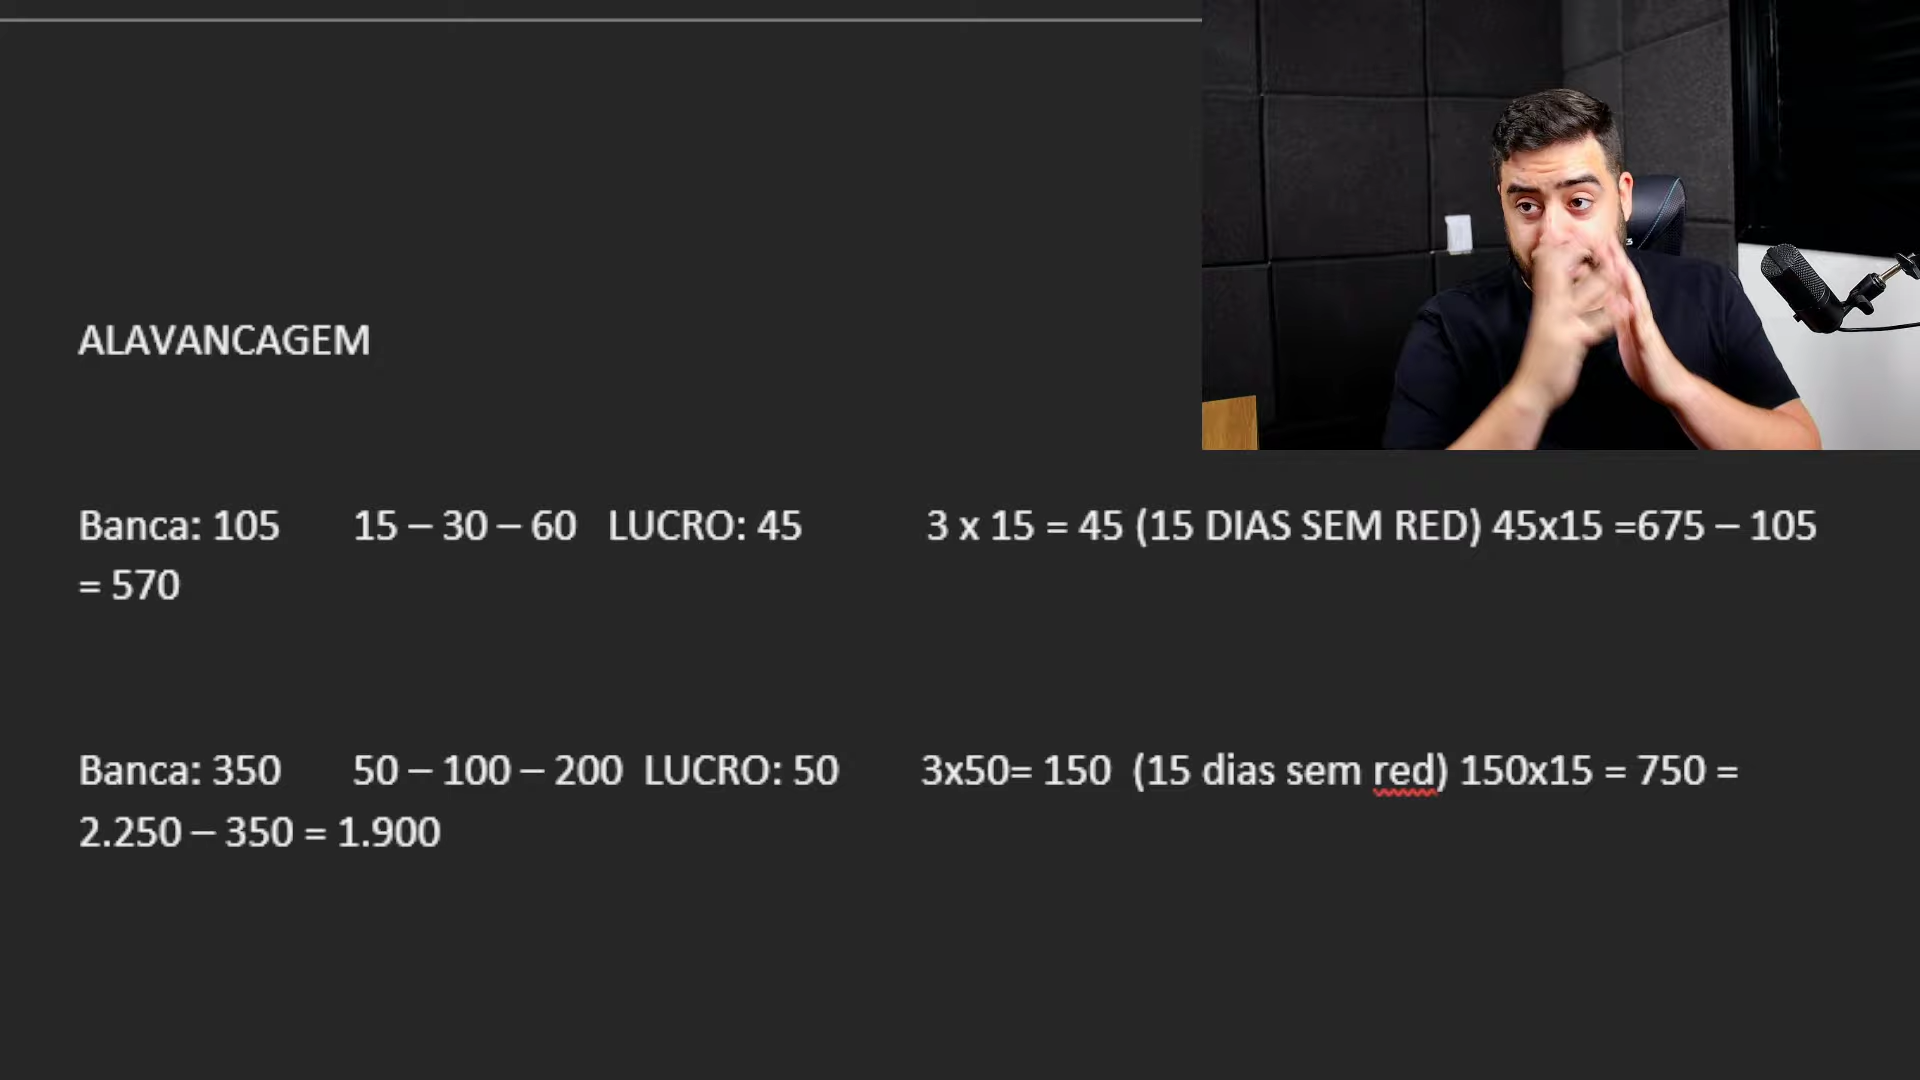 ALAVANCAGEM
Banca: 105 15 – 30 – 60 LUCRO: 45 3 x 15 = 45 (15 DIAS SEM RED) 45x15 =675 – 105
= 570
Banca: 350 50 – 100 – 200 LUCRO: 50 3x50= 150 (15 dias sem red) 150x15 = 750 =
2.250 – 350 = 1.900